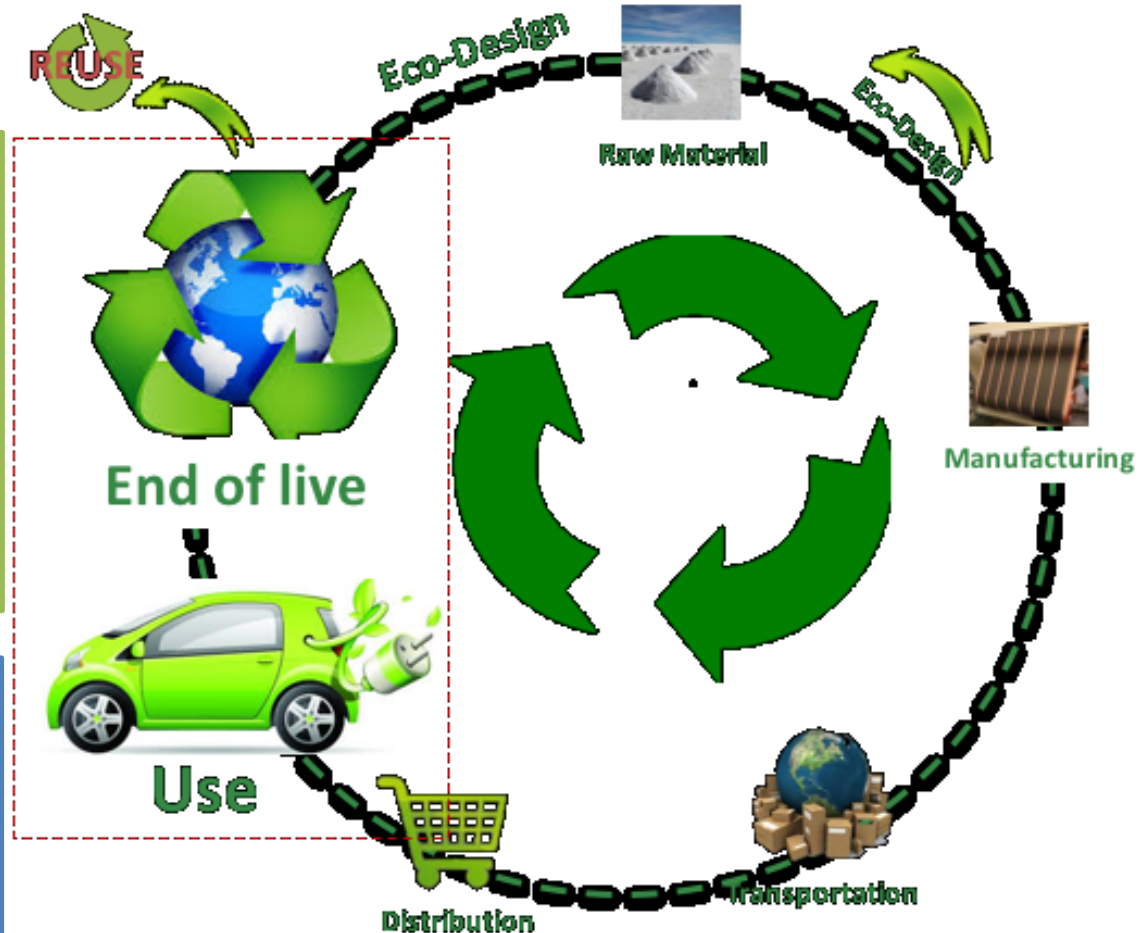 REUSE
Eco-Design
Raw Material
Eco-Design
Manufacturing
End of live
Use
Transportation
Distribution